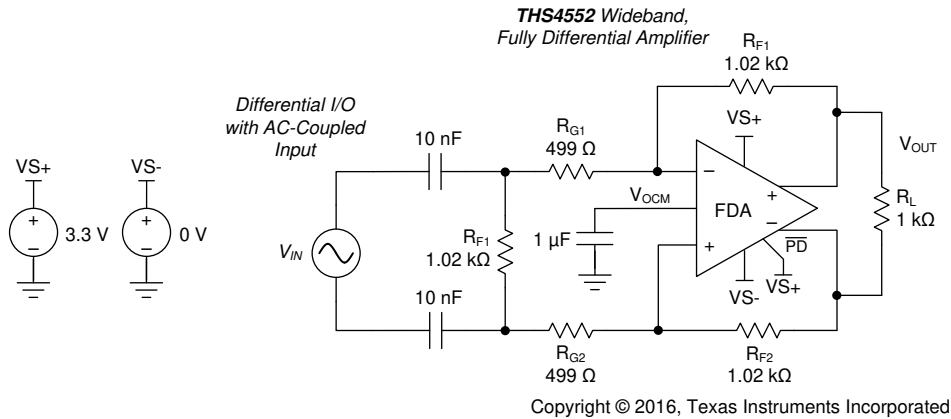 THS4552 Wideband,
Fully Differential Amplifier
RF1
1.02 kΩ
Differential I/O
with AC-Coupled
Input
10 nF
RG1
499 Ω
VS+
VS+
VS-
+
−
3.3 V
+
−
0 V
VIN
RF1
1.02 kΩ
VOCM
1 µF
−
+
FDA
+
−
PD
VS+
VS-
VOUT
RL
1 kΩ
10 nF
RG2
499 Ω
RF2
1.02 kΩ
Copyright © 2016, Texas Instruments Incorporated